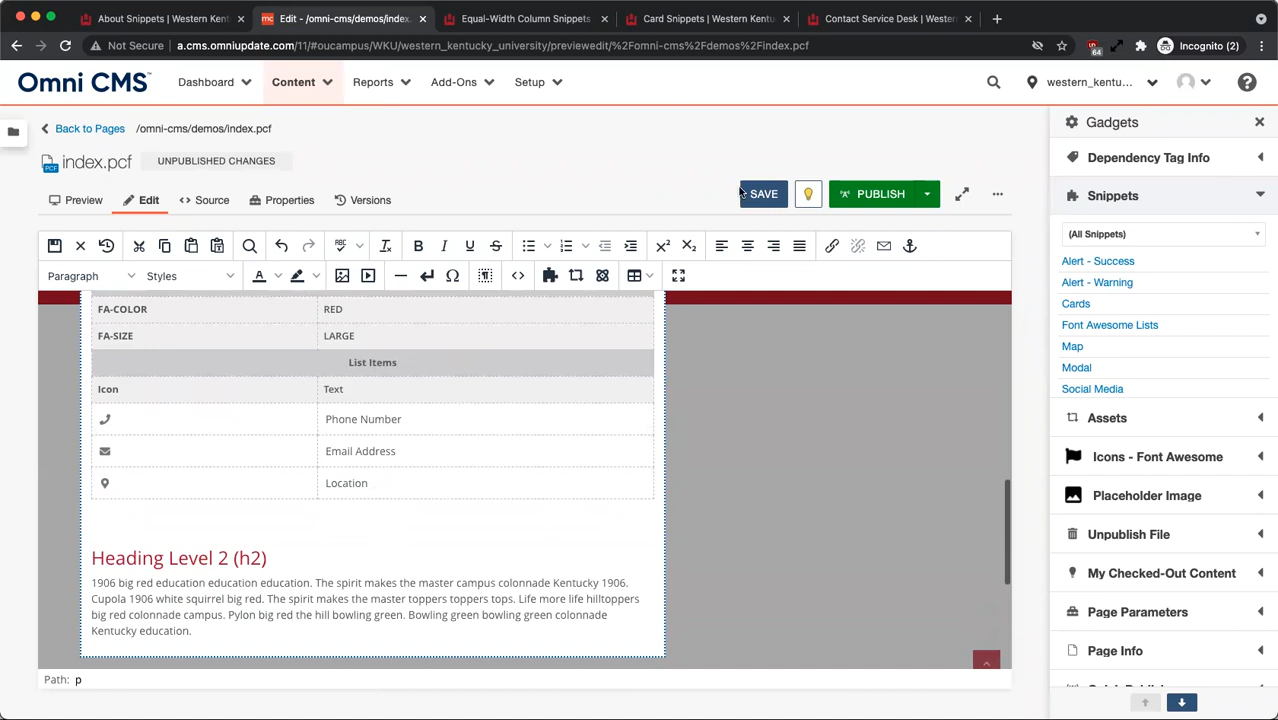 About Snippets | Western Kentu
Edit - /omni-cms/demos/index.
Equal-Width Column Snippets
Card Snippets | Western Kentu
Contact Service Desk | Western
Not Secure
a.cms.omniupdate.com/11/#oucampus/WKU/western_kentucky_university/previewedit/%2Fomni-cms%2Fdemos%2Findex.pcf
64
Incognito (2)
Omni CMS™
Dashboard
Content
Reports
Add-Ons
Setup
western_kentu...
Back to Pages
/omni-cms/demos/index.pcf
index.pcf
UNPUBLISHED CHANGES
Preview
Edit
Source
Properties
Versions
SAVE
PUBLISH
Paragraph
Styles
FA-COLOR RED
FA-SIZE LARGE
List Items
Icon Text
Phone Number
Email Address
Location
Heading Level 2 (h2)
1906 big red education education education. The spirit makes the master campus colonnade Kentucky 1906.
Cupola 1906 white squirrel big red. The spirit makes the master toppers toppers tops. Life more life hilltoppers
big red colonnade campus. Pylon big red the hill bowling green. Bowling green bowling green colonnade
Kentucky education.
Path: p
Gadgets
Dependency Tag Info
Snippets
(All Snippets)
Alert - Success
Alert - Warning
Cards
Font Awesome Lists
Map
Modal
Social Media
Assets
Icons - Font Awesome
Placeholder Image
Unpublish File
My Checked-Out Content
Page Parameters
Page Info